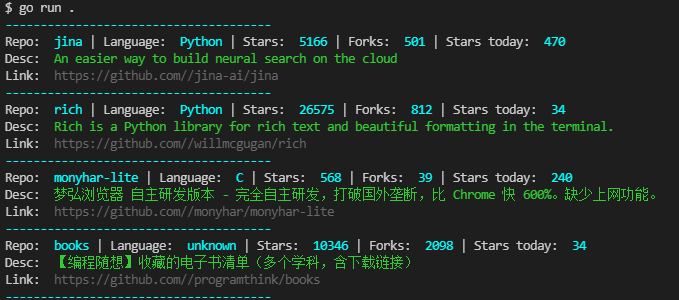 $ go run .
--------------------------------------
Repo:  jina | Language:  Python | Stars:  5166 | Forks:  501 | Stars today:  470
Desc:  An easier way to build neural search on the cloud
Link:  https://github.com//jina-ai/jina
--------------------------------------
Repo:  rich | Language:  Python | Stars:  26575 | Forks:  812 | Stars today:  34
Desc:  Rich is a Python library for rich text and beautiful formatting in the terminal.
Link:  https://github.com//willmcgugan/rich
--------------------------------------
Repo:  monyhar-lite | Language:  C | Stars:  568 | Forks:  39 | Stars today:  240
Desc:  梦弘浏览器 自主研发版本 - 完全自主研发，打破国外垄断，比 Chrome 快 600%。缺少上网功能。
Link:  https://github.com//monyhar/monyhar-lite
--------------------------------------
Repo:  books | Language:  unknown | Stars:  10346 | Forks:  2098 | Stars today:  34
Desc:  【编程随想】收藏的电子书清单（多个学科，含下载链接）
Link:  https://github.com//programthink/books
--------------------------------------